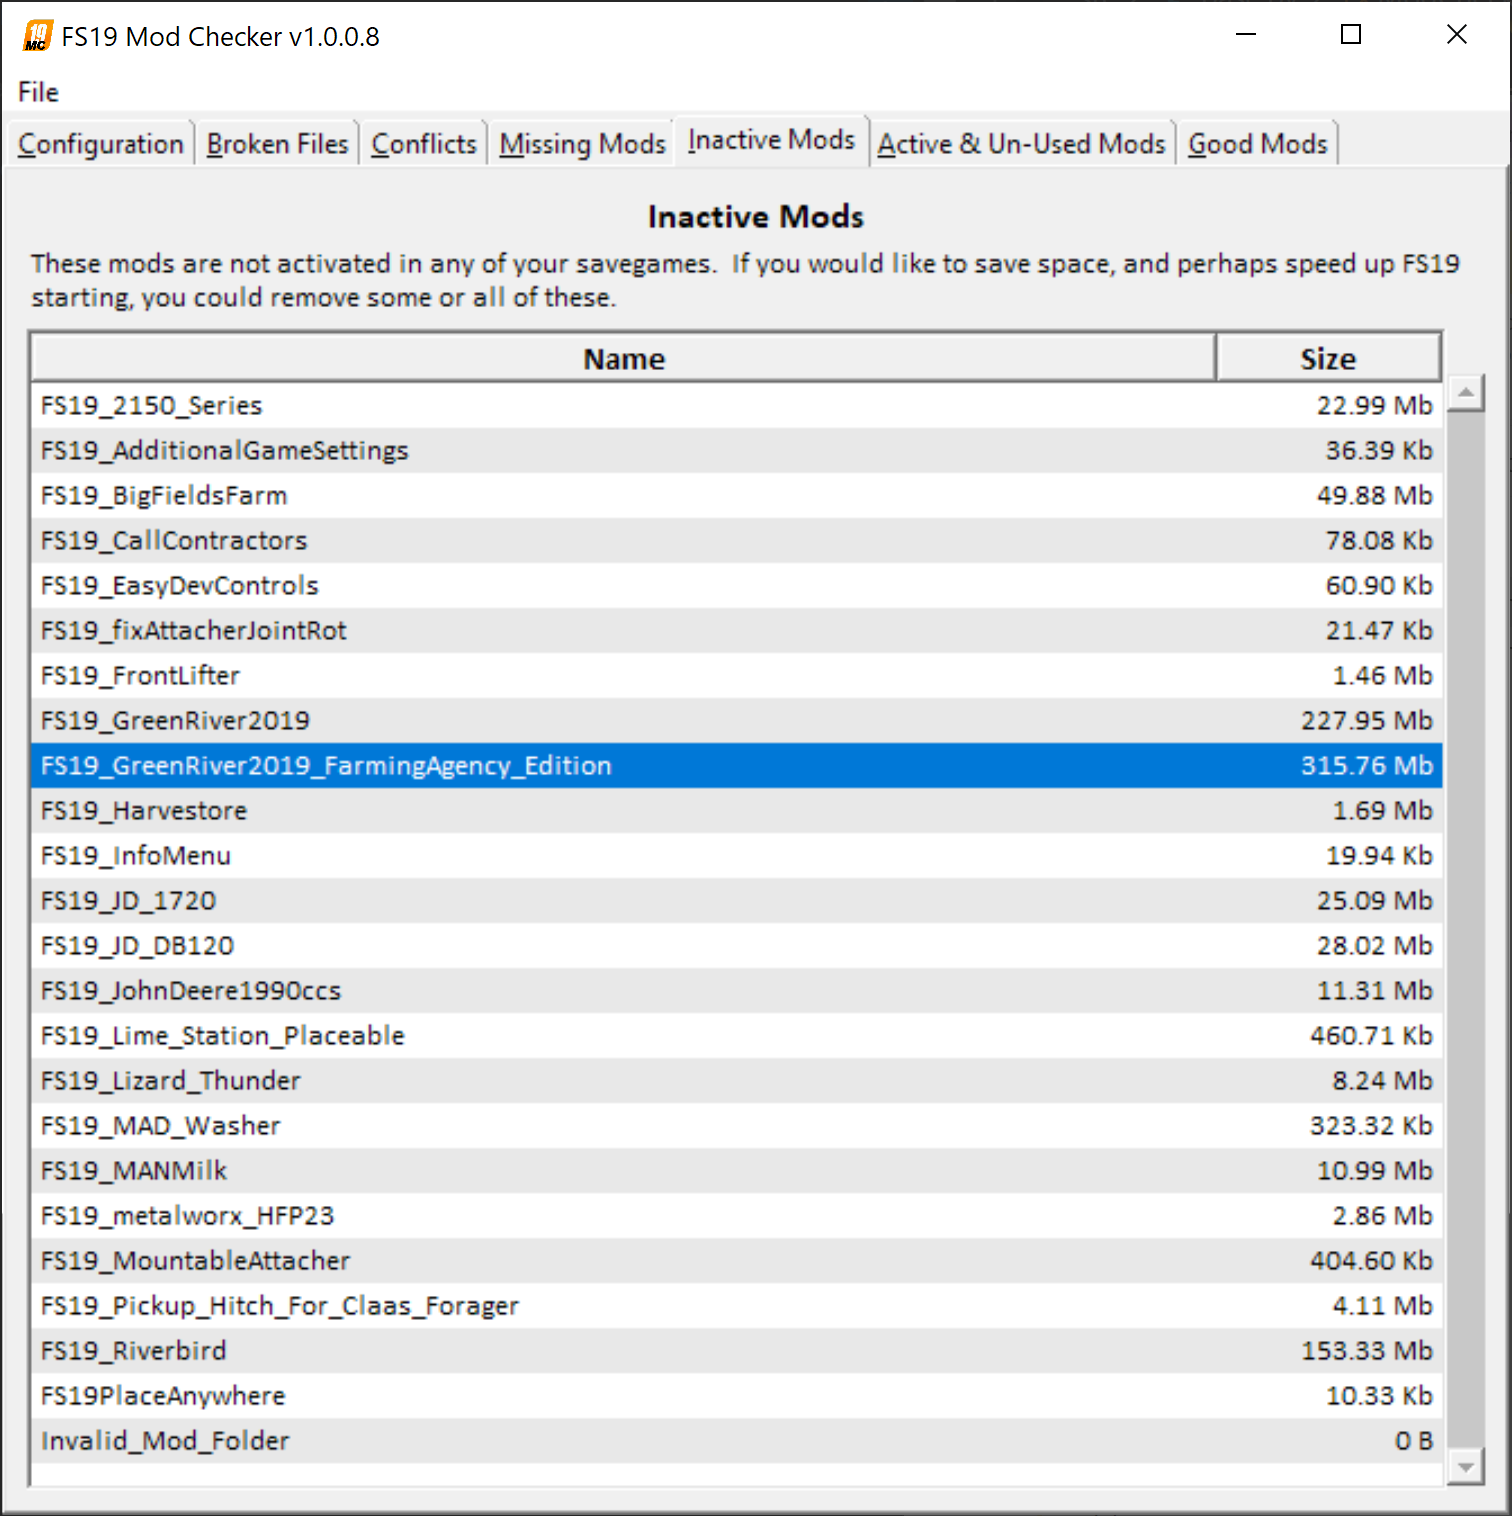 19
MC
FS19 Mod Checker v1.0.0.8
File
Configuration Broken Files Conflicts Missing Mods Inactive Mods Active & Un-Used Mods Good Mods
Inactive Mods
These mods are not activated in any of your savegames.  If you would like to save space, and perhaps speed up FS19
starting, you could remove some or all of these.
Name Size
FS19_2150_Series 22.99 Mb
FS19_AdditionalGameSettings 36.39 Kb
FS19_BigFieldsFarm 49.88 Mb
FS19_CallContractors 78.08 Kb
FS19_EasyDevControls 60.90 Kb
FS19_fixAttacherJointRot 21.47 Kb
FS19_FrontLifter 1.46 Mb
FS19_GreenRiver2019 227.95 Mb
FS19_GreenRiver2019_FarmingAgency_Edition 315.76 Mb
FS19_Harvestore 1.69 Mb
FS19_InfoMenu 19.94 Kb
FS19_JD_1720 25.09 Mb
FS19_JD_DB120 28.02 Mb
FS19_JohnDeere1990ccs 11.31 Mb
FS19_Lime_Station_Placeable 460.71 Kb
FS19_Lizard_Thunder 8.24 Mb
FS19_MAD_Washer 323.32 Kb
FS19_MANMilk 10.99 Mb
FS19_metalworx_HFP23 2.86 Mb
FS19_MountableAttacher 404.60 Kb
FS19_Pickup_Hitch_For_Claas_Forager 4.11 Mb
FS19_Riverbird 153.33 Mb
FS19PlaceAnywhere 10.33 Kb
Invalid_Mod_Folder 0 B